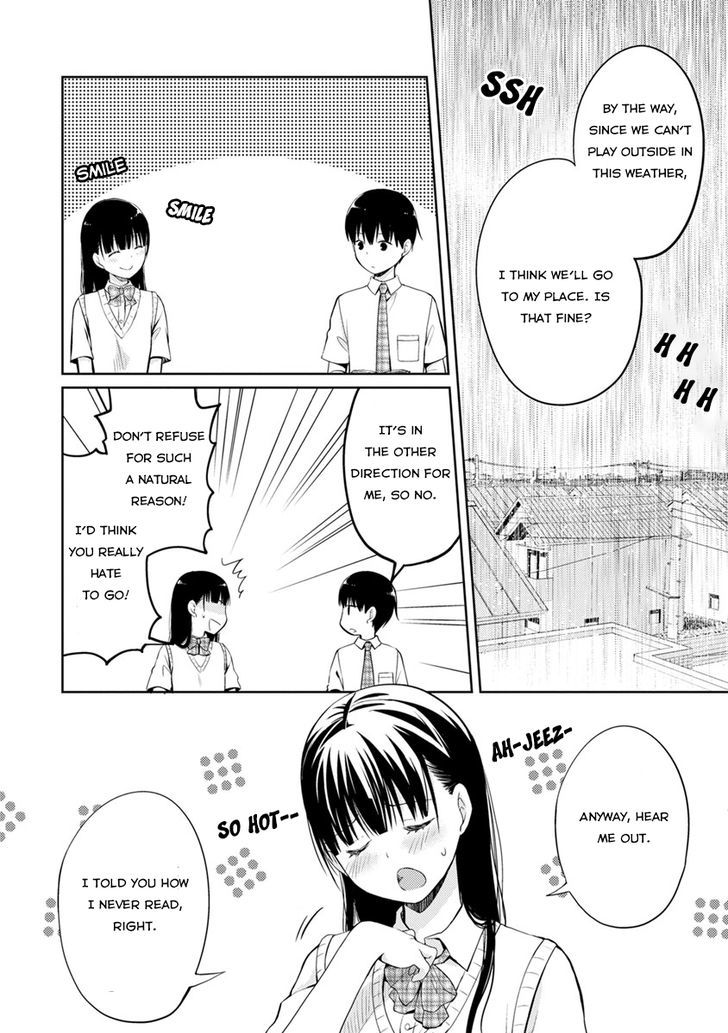 SSH
BY THE WAY,
SINCE WE CAN'T
PLAY OUTSIDE IN
THIS WEATHER,
I THINK WE'LL GO
TO MY PLACE. IS
THAT FINE?
HH
HH
SMILE
SMILE
IT'S IN
THE OTHER
DIRECTION FOR
ME, SO NO.
DON'T REFUSE
FOR SUCH
A NATURAL
REASON!
I'D THINK
YOU REALLY
HATE
TO GO!
AH-JEEZ-
ANYWAY, HEAR
ME OUT.
SO HOT--
I TOLD YOU HOW
I NEVER READ,
RIGHT.